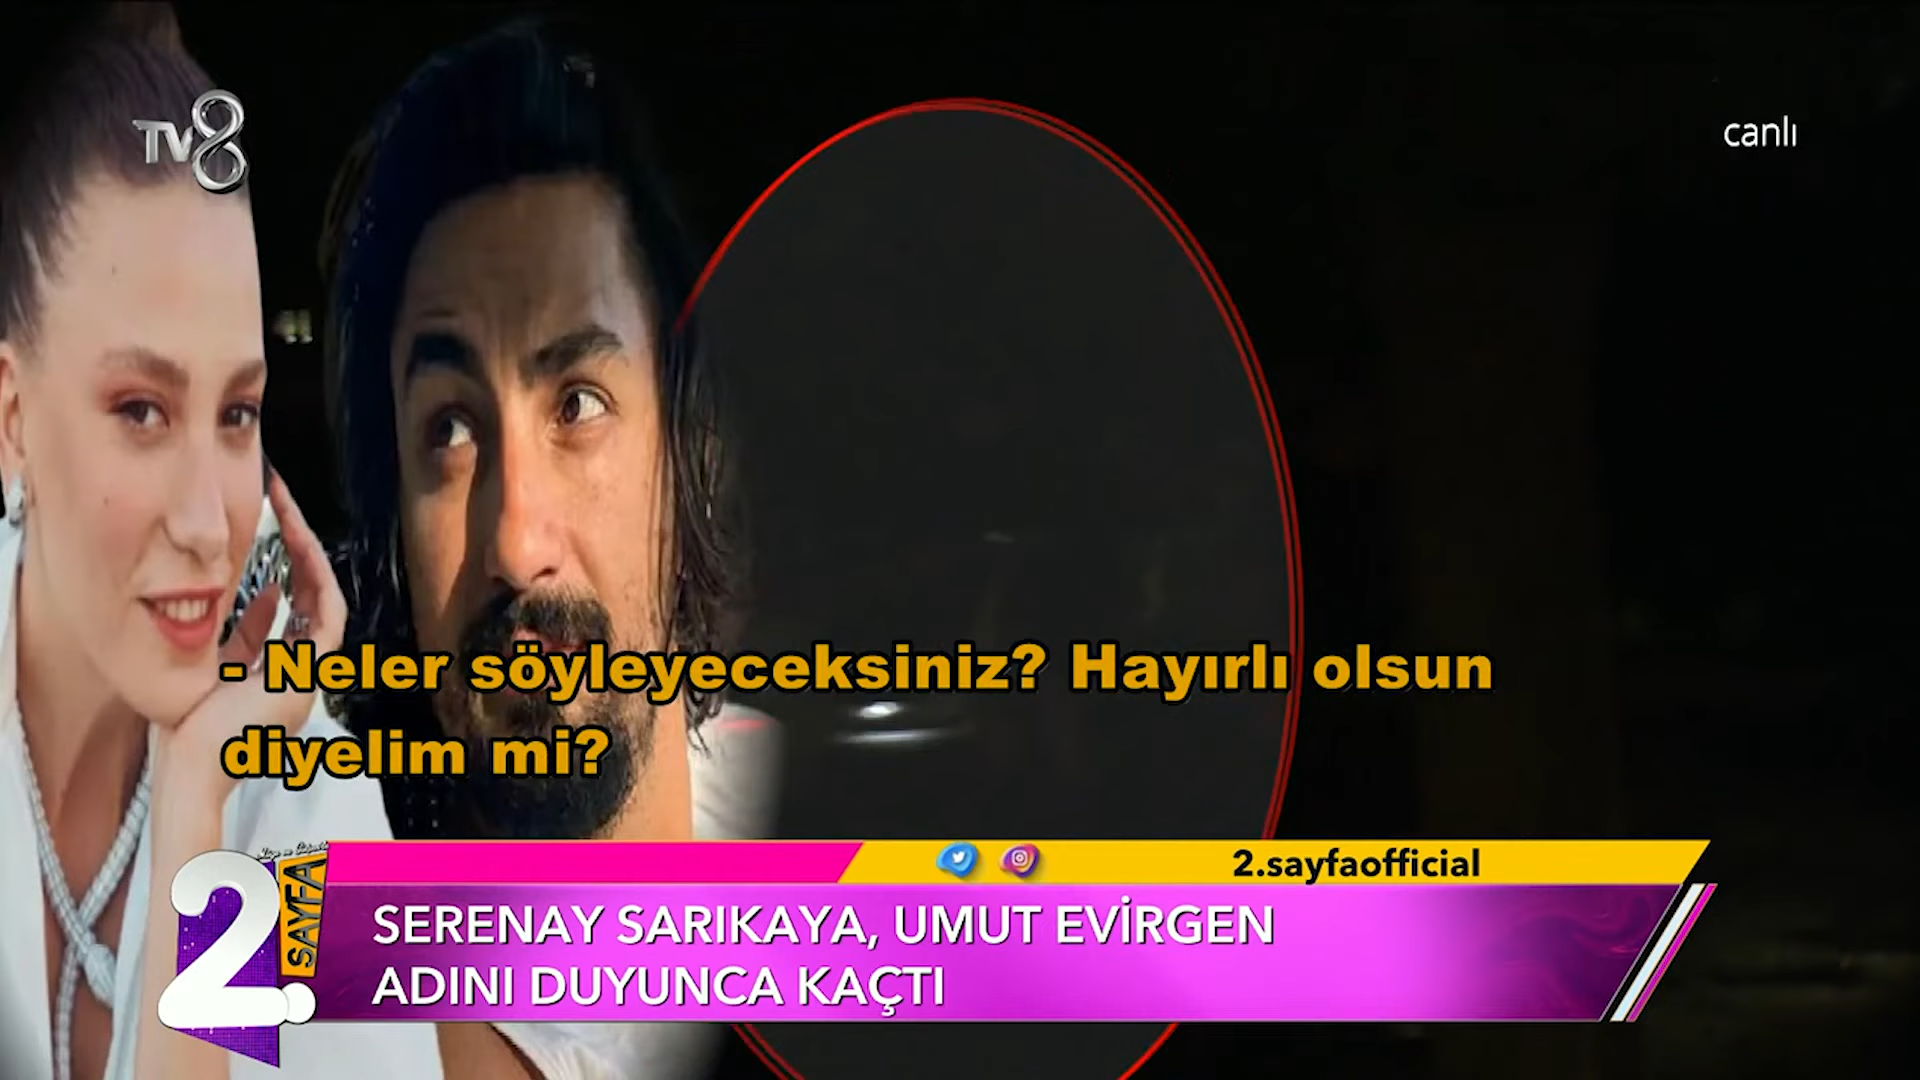 TV8
canlı
- Neler söyleyeceksiniz? Hayırlı olsun
diyelim mi?
2.sayfaofficial
2. SAYFA
SERENAY SARIKAYA, UMUT EVİRGEN
ADINI DUYUNCA KAÇTI